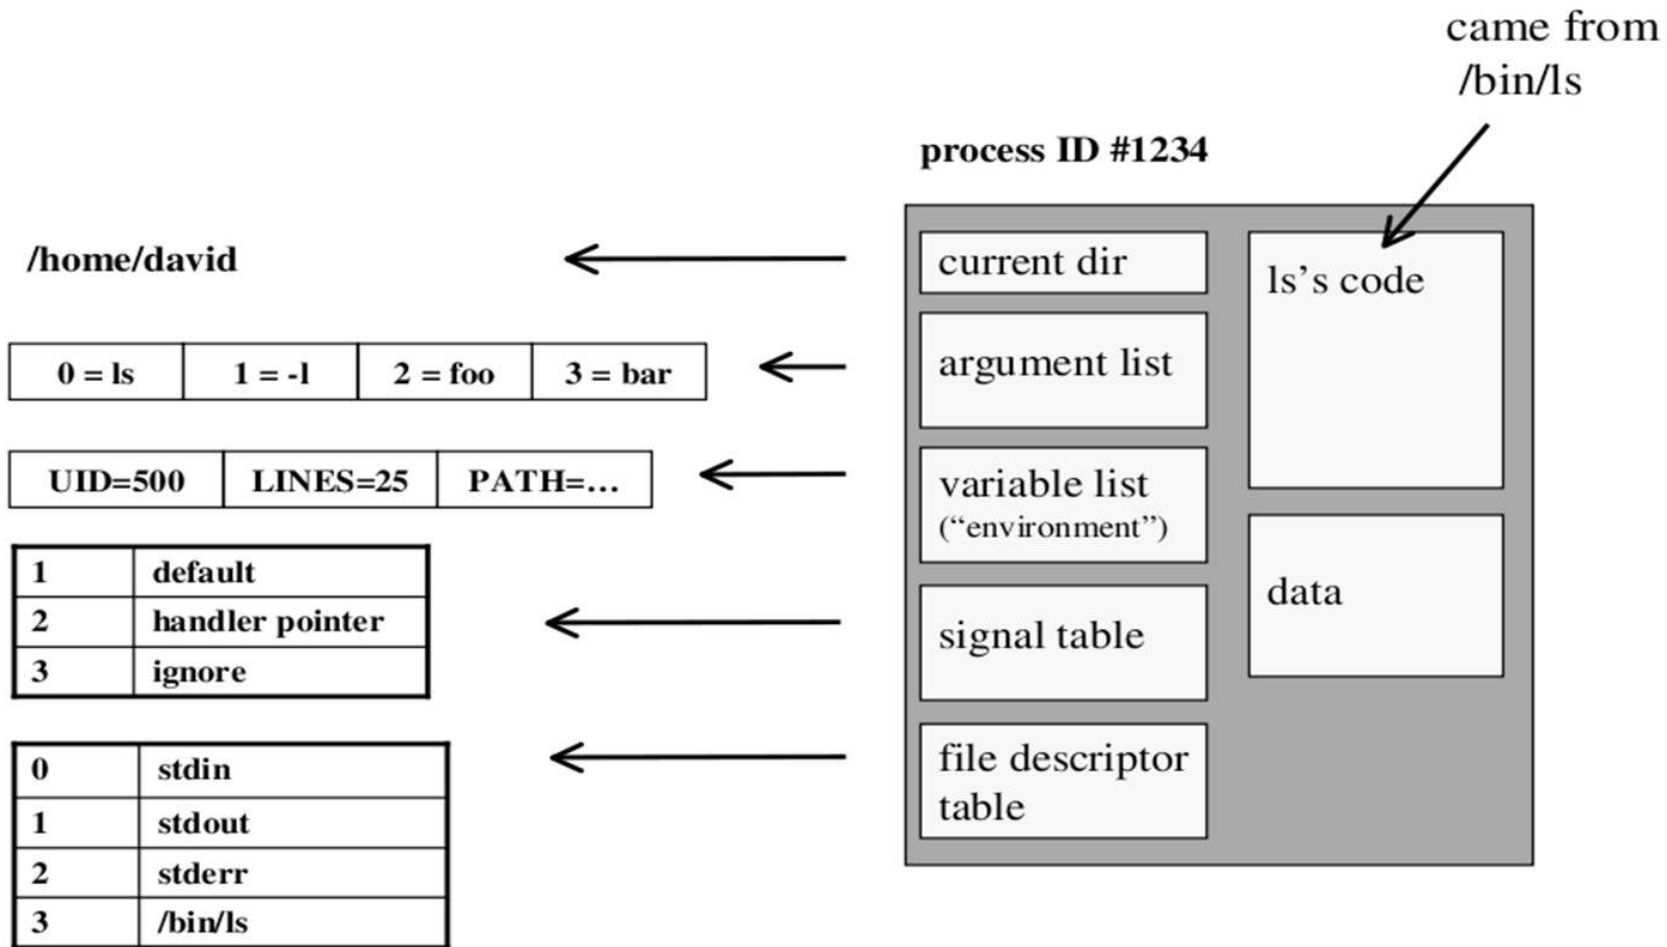 came from
/bin/ls
process ID #1234
/home/david
current dir
ls’s code
0 = ls 1 = -l 2 = foo 3 = bar
argument list
UID=500 LINES=25 PATH=…
variable list
(“environment”)
1 default
2 handler pointer
3 ignore
signal table
data
0 stdin
1 stdout
2 stderr
3 /bin/ls
file descriptor
table